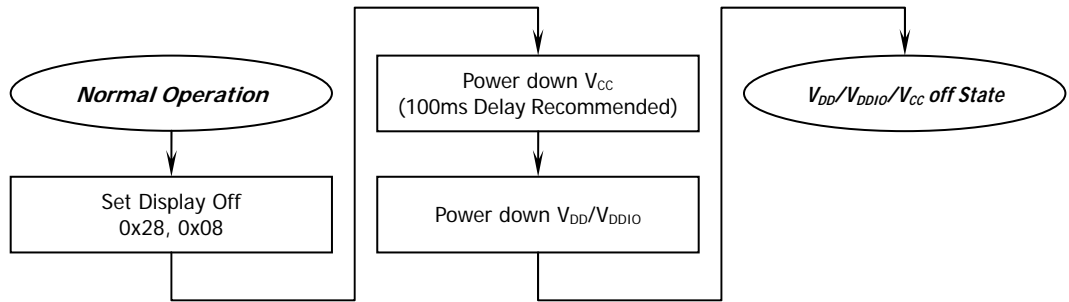 Normal Operation
Set Display Off
0x28, 0x08
Power down VCC
(100ms Delay Recommended)
Power down VDD/VDDIO
VDD/VDDIO/VCC off State